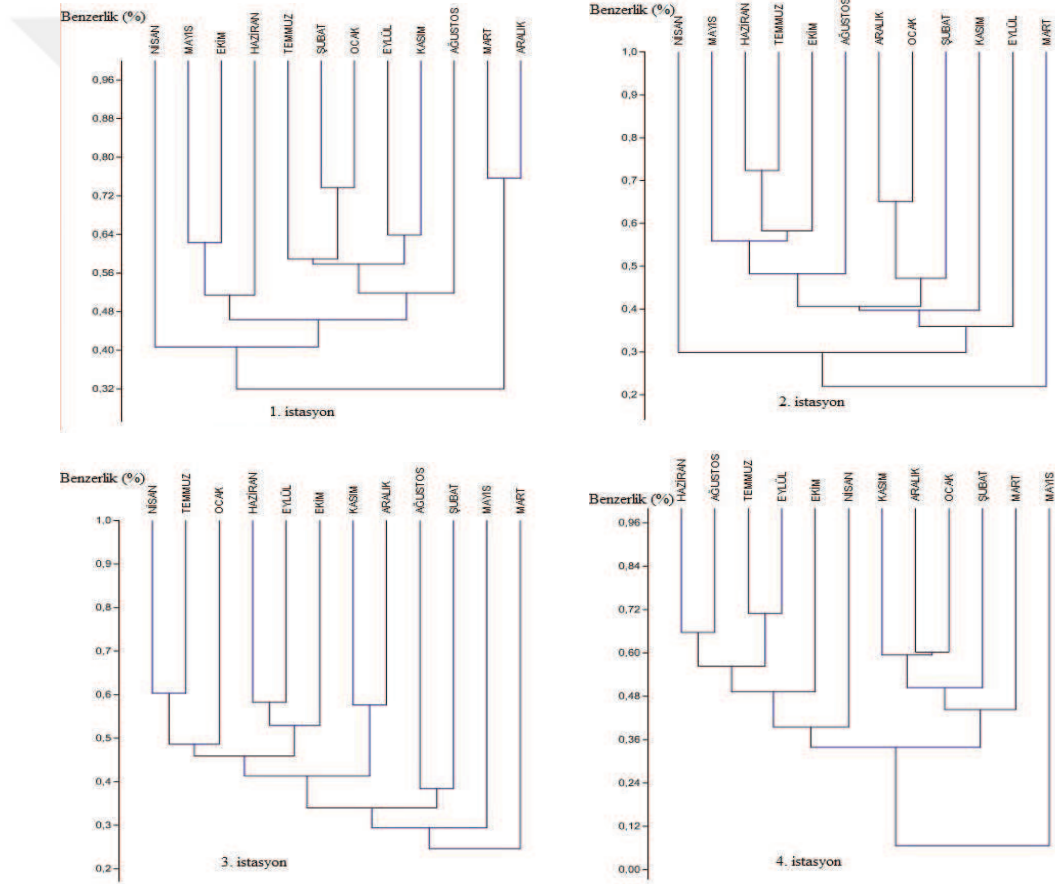 Benzerlik (%)
NİSAN
MAYIS
EKİM
HAZİRAN
TEMMUZ
ŞUBAT
OCAK
EYLÜL
KASIM
AĞUSTOS
MART
ARALIK
0,96
0,88
0,80
0,72
0,64
0,56
0,48
0,40
0,32
1. istasyon
Benzerlik (%)
NİSAN
MAYIS
HAZİRAN
TEMMUZ
EKİM
AĞUSTOS
ARALIK
OCAK
ŞUBAT
KASIM
EYLÜL
MART
1,0
0,9
0,8
0,7
0,6
0,5
0,4
0,3
0,2
2. istasyon
Benzerlik (%)
NİSAN
TEMMUZ
OCAK
HAZİRAN
EYLÜL
EKİM
KASIM
ARALIK
AĞUSTOS
ŞUBAT
MAYIS
MART
1,0
0,9
0,8
0,7
0,6
0,5
0,4
0,3
0,2
3. istasyon
Benzerlik (%)
HAZİRAN
AĞUSTOS
TEMMUZ
EYLÜL
EKİM
NİSAN
KASIM
ARALIK
OCAK
ŞUBAT
MART
MAYIS
0,96
0,84
0,72
0,60
0,48
0,36
0,24
0,12
0,00
4. istasyon